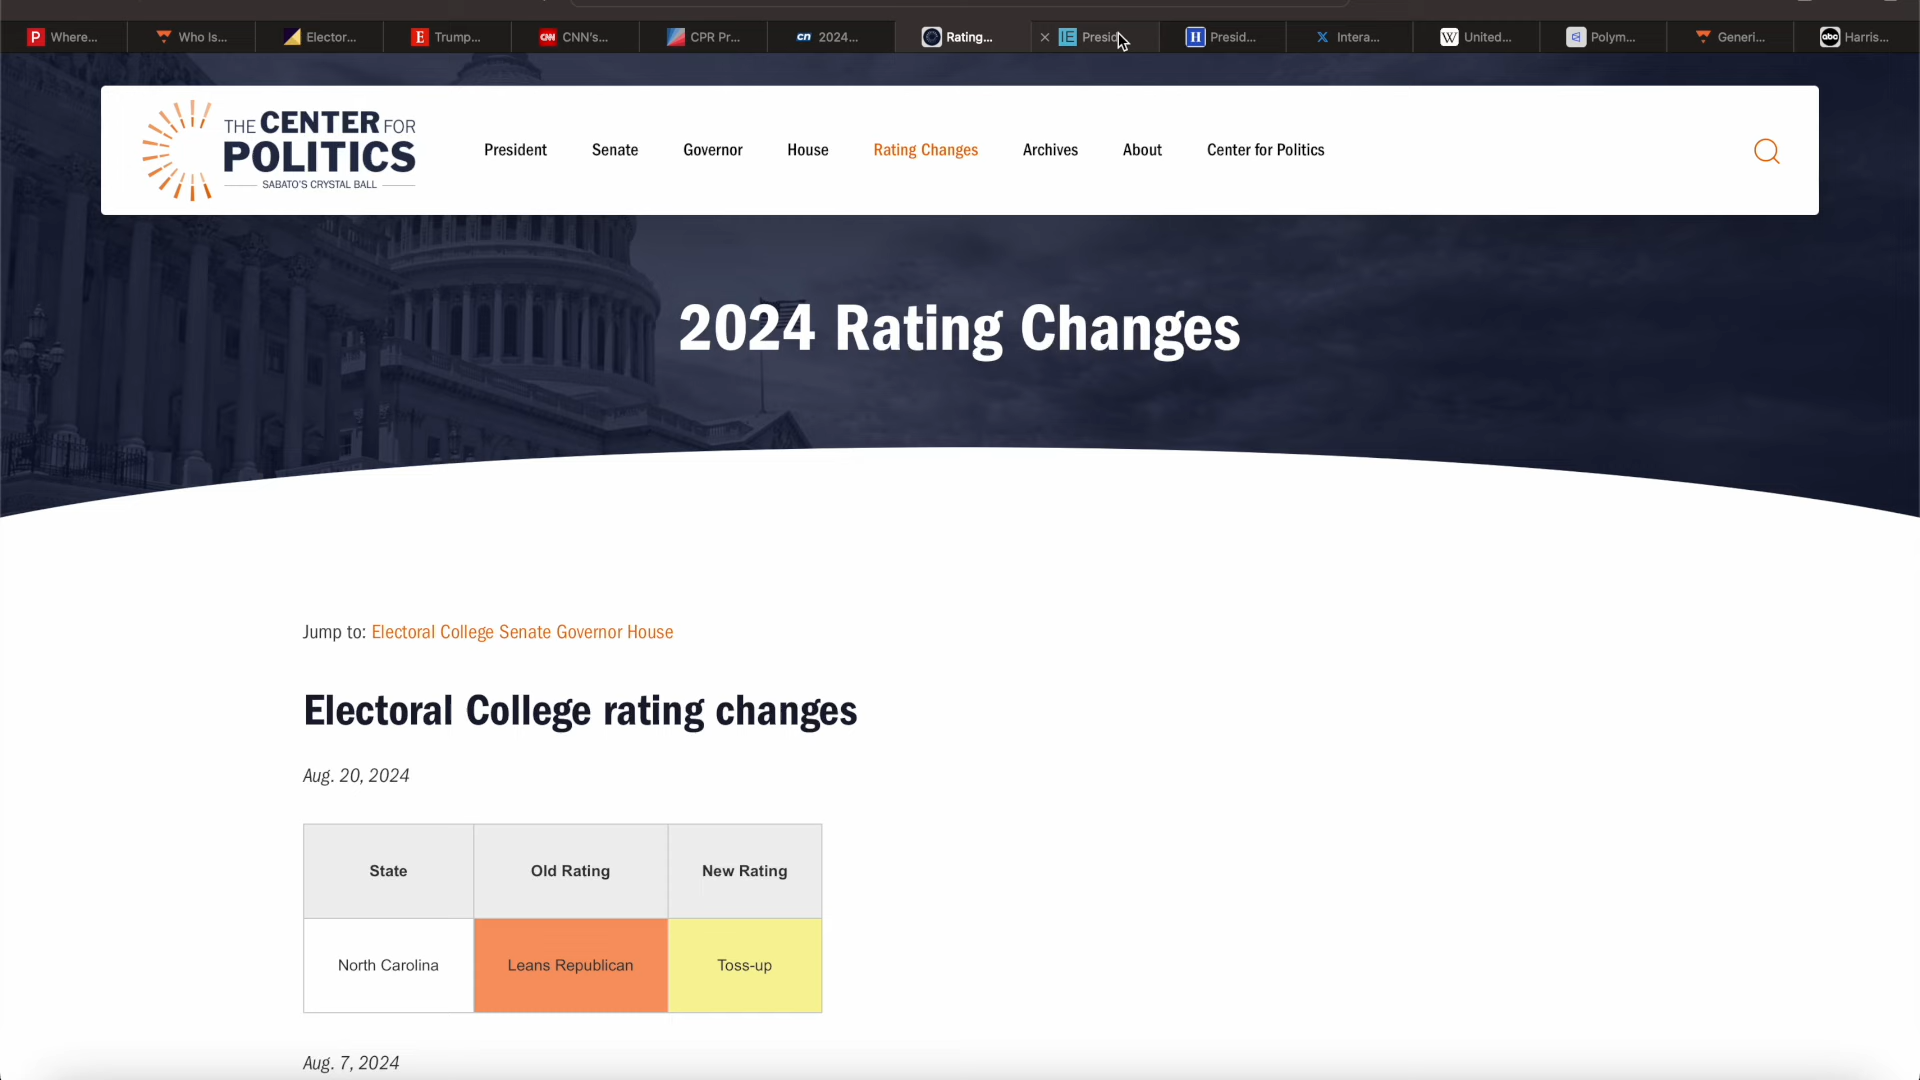 Where...
Who Is...
Elector...
Trump...
CNN's...
CPR Pr...
2024...
Rating...
Presid
Presid...
Intera...
United...
Polym...
Generi...
Harris...
THE CENTER FOR
POLITICS
SABATO'S CRYSTAL BALL
President
Senate
Governor
House
Rating Changes
Archives
About
Center for Politics
2024 Rating Changes
Jump to: Electoral College Senate Governor House
Electoral College rating changes
Aug. 20, 2024
State Old Rating New Rating
North Carolina Leans Republican Toss-up
Aug. 7, 2024